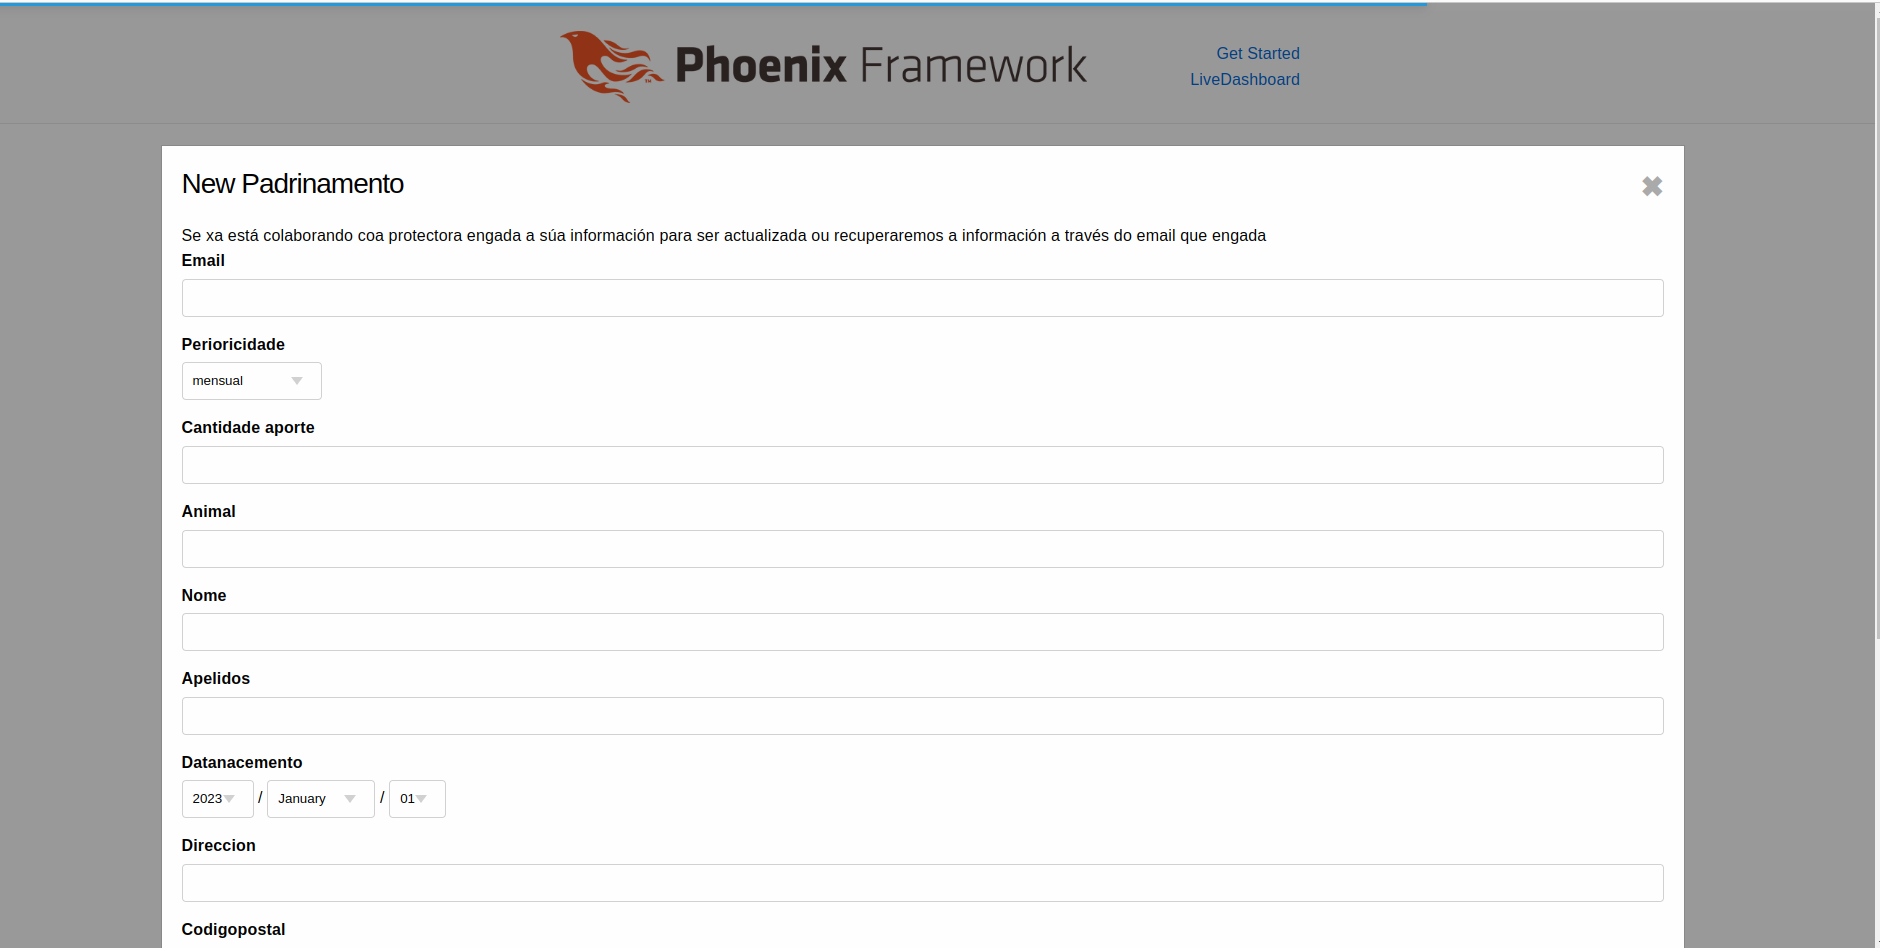 Phoenix Framework
TM
Get Started
LiveDashboard
New Padrinamento
✖
Se xa está colaborando coa protectora engada a súa información para ser actualizada ou recuperaremos a información a través do email que engada
Email
Perioricidade
mensual
Cantidade aporte
Animal
Nome
Apelidos
Datanacemento
2023 / January / 01
Direccion
Codigopostal